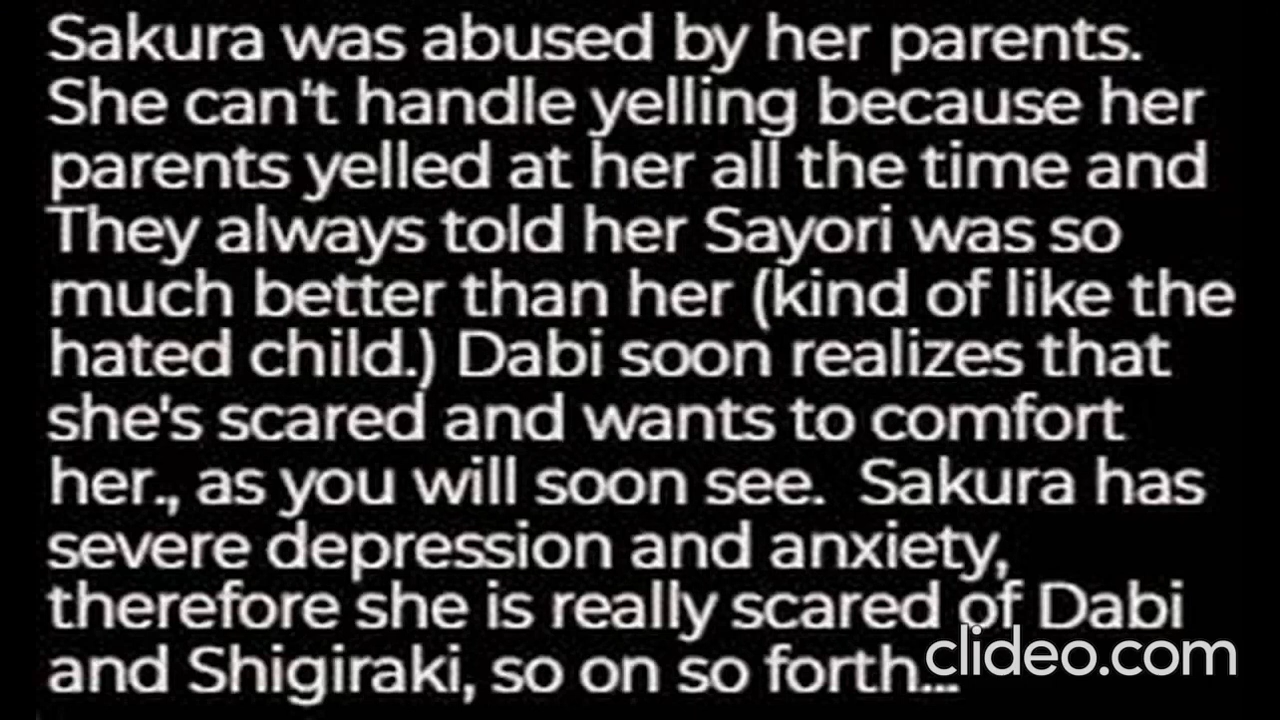 Sakura was abused by her parents.
She can't handle yelling because her
parents yelled at her all the time and
They always told her Sayori was so
much better than her (kind of like the
hated child.) Dabi soon realizes that
she's scared and wants to comfort
her., as you will soon see.  Sakura has
severe depression and anxiety,
therefore she is really scared of Dabi
and Shigiraki, so on so forth...
clideo.com